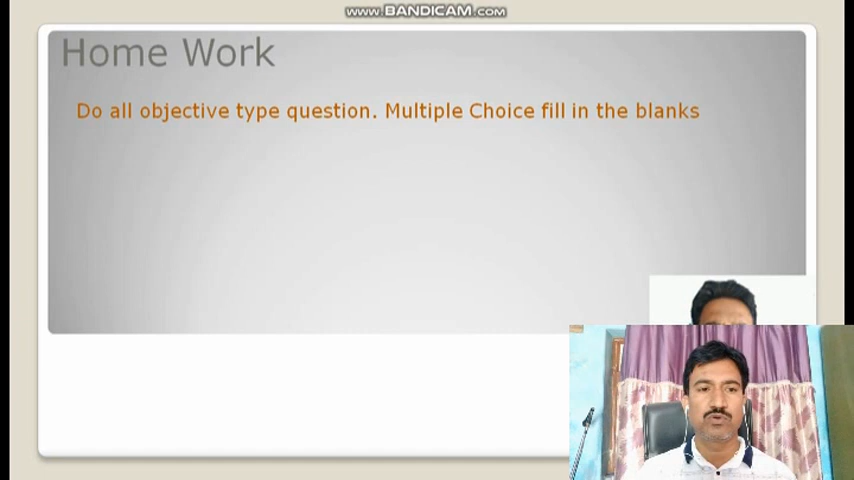 www.BANDICAM.com
Home Work
Do all objective type question. Multiple Choice fill in the blanks